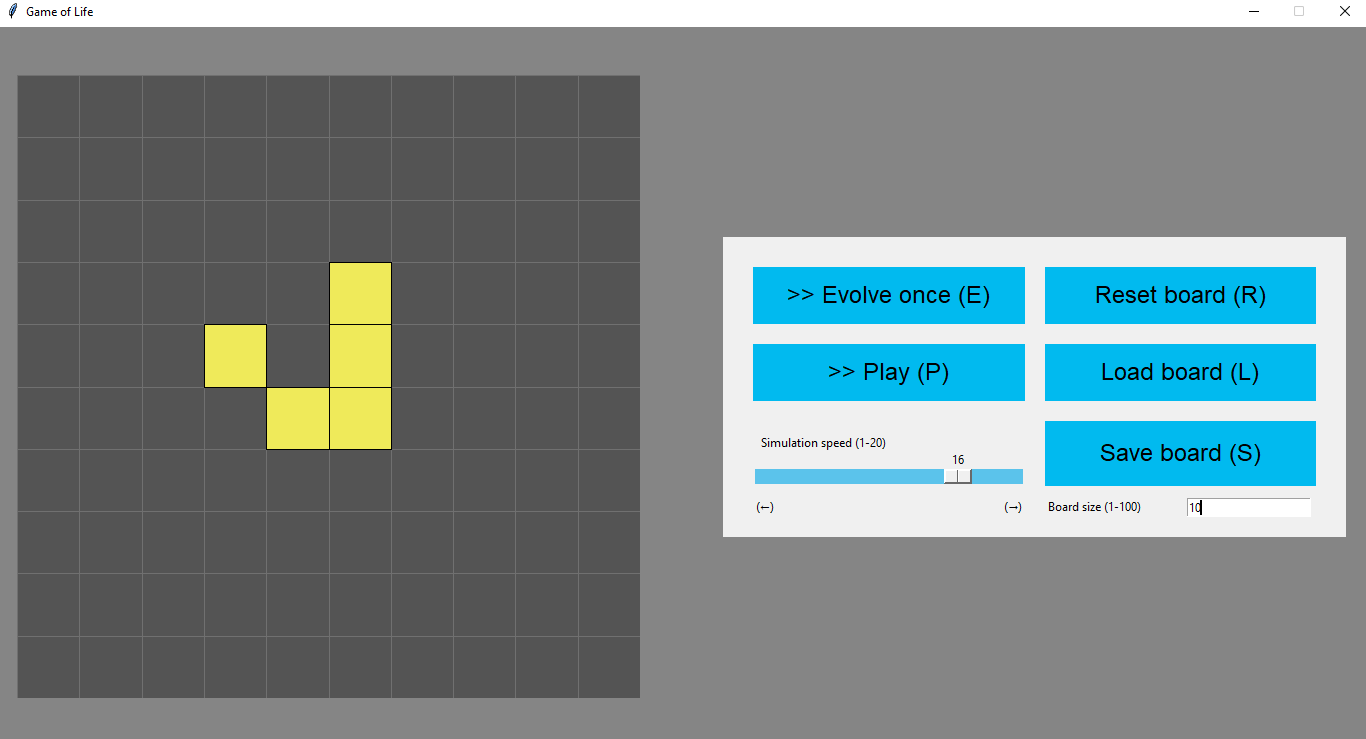 Game of Life
>> Evolve once (E)
Reset board (R)
>> Play (P)
Load board (L)
Simulation speed (1-20)
16
Save board (S)
(←)
(→)
Board size (1-100)
10